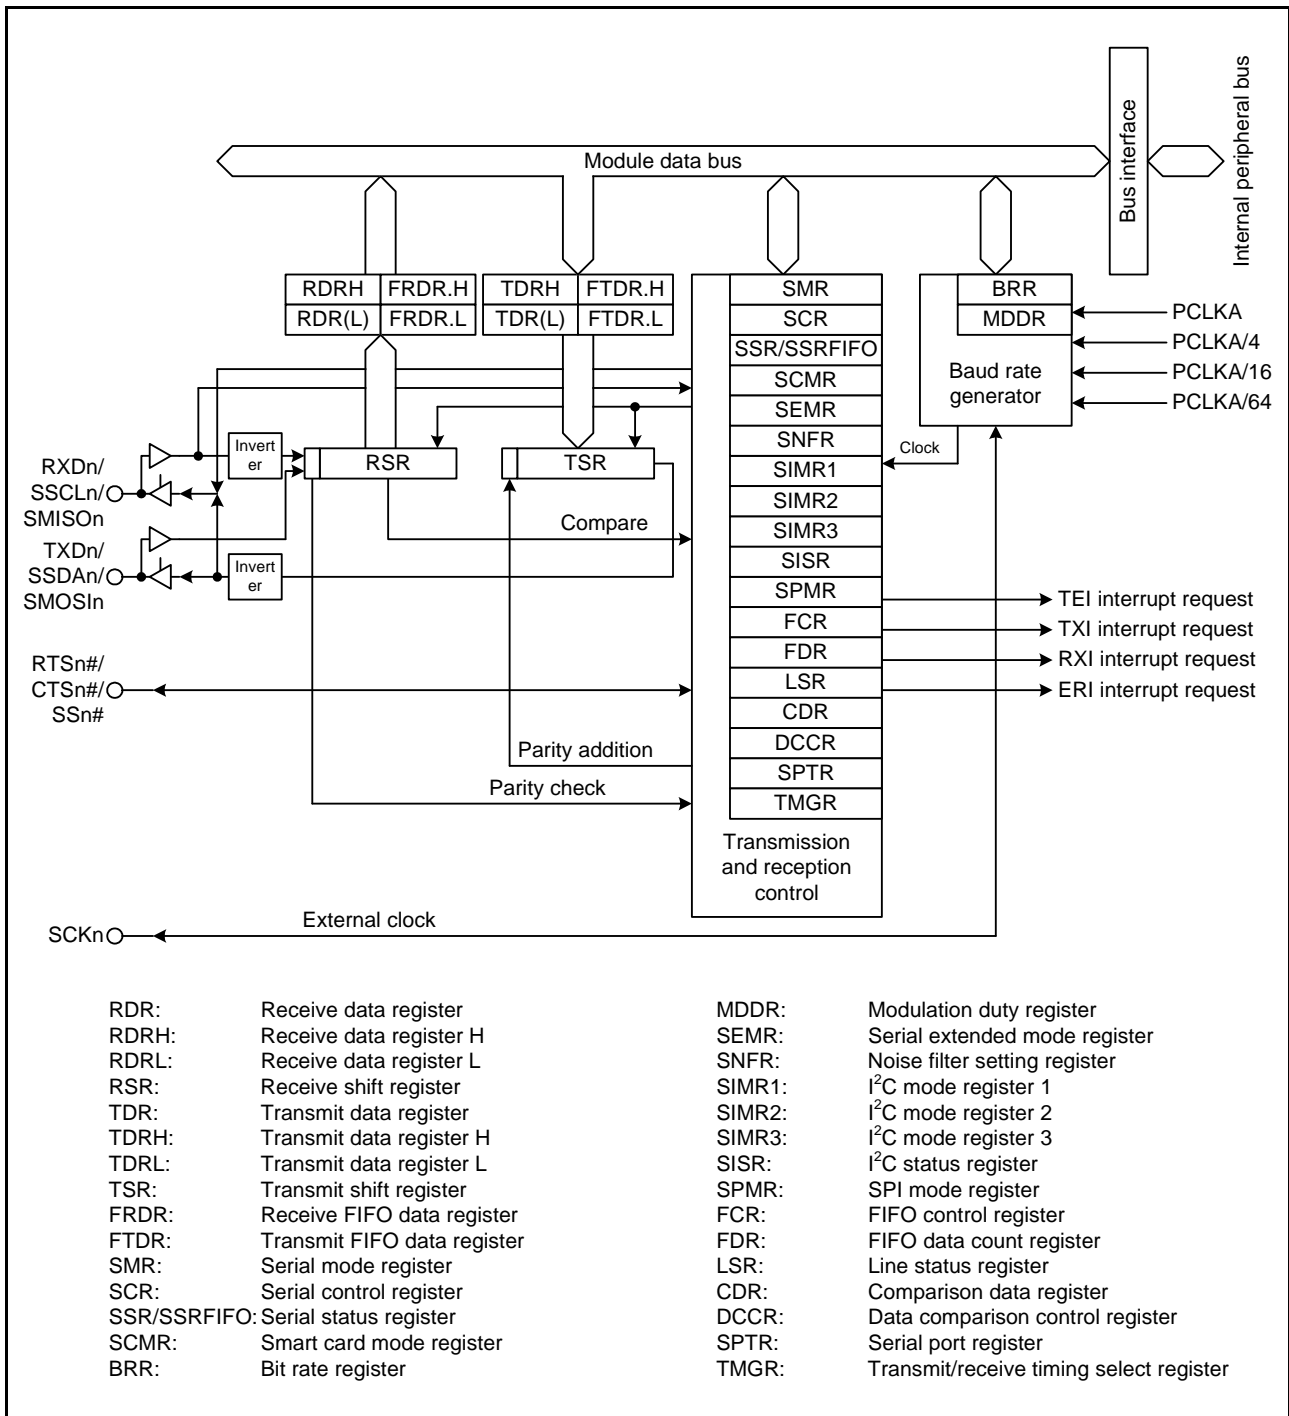 Module data bus
Bus interface
Internal peripheral bus
RDRH FRDR.H
RDR(L) FRDR.L
TDRH FTDR.H
TDR(L) FTDR.L
SMR
SCR
SSR/SSRFIFO
SCMR
SEMR
SNFR
SIMR1
SIMR2
SIMR3
SISR
SPMR
FCR
FDR
LSR
CDR
DCCR
SPTR
TMGR
Transmission
and reception
control
BRR
MDDR
Baud rate
generator
PCLKA
PCLKA/4
PCLKA/16
PCLKA/64
Clock
RXDn/
SSCLn/
SMISOn
Invert
er
RSR
TSR
Compare
TXDn/
SSDAn/
SMOSIn
Invert
er
TEI interrupt request
TXI interrupt request
RXI interrupt request
ERI interrupt request
RTSn#/
CTSn#/
SSn#
Parity addition
Parity check
External clock
SCKn
RDR: Receive data register
RDRH: Receive data register H
RDRL: Receive data register L
RSR: Receive shift register
TDR: Transmit data register
TDRH: Transmit data register H
TDRL: Transmit data register L
TSR: Transmit shift register
FRDR: Receive FIFO data register
FTDR: Transmit FIFO data register
SMR: Serial mode register
SCR: Serial control register
SSR/SSRFIFO: Serial status register
SCMR: Smart card mode register
BRR: Bit rate register
MDDR: Modulation duty register
SEMR: Serial extended mode register
SNFR: Noise filter setting register
SIMR1: I²C mode register 1
SIMR2: I²C mode register 2
SIMR3: I²C mode register 3
SISR: I²C status register
SPMR: SPI mode register
FCR: FIFO control register
FDR: FIFO data count register
LSR: Line status register
CDR: Comparison data register
DCCR: Data comparison control register
SPTR: Serial port register
TMGR: Transmit/receive timing select register